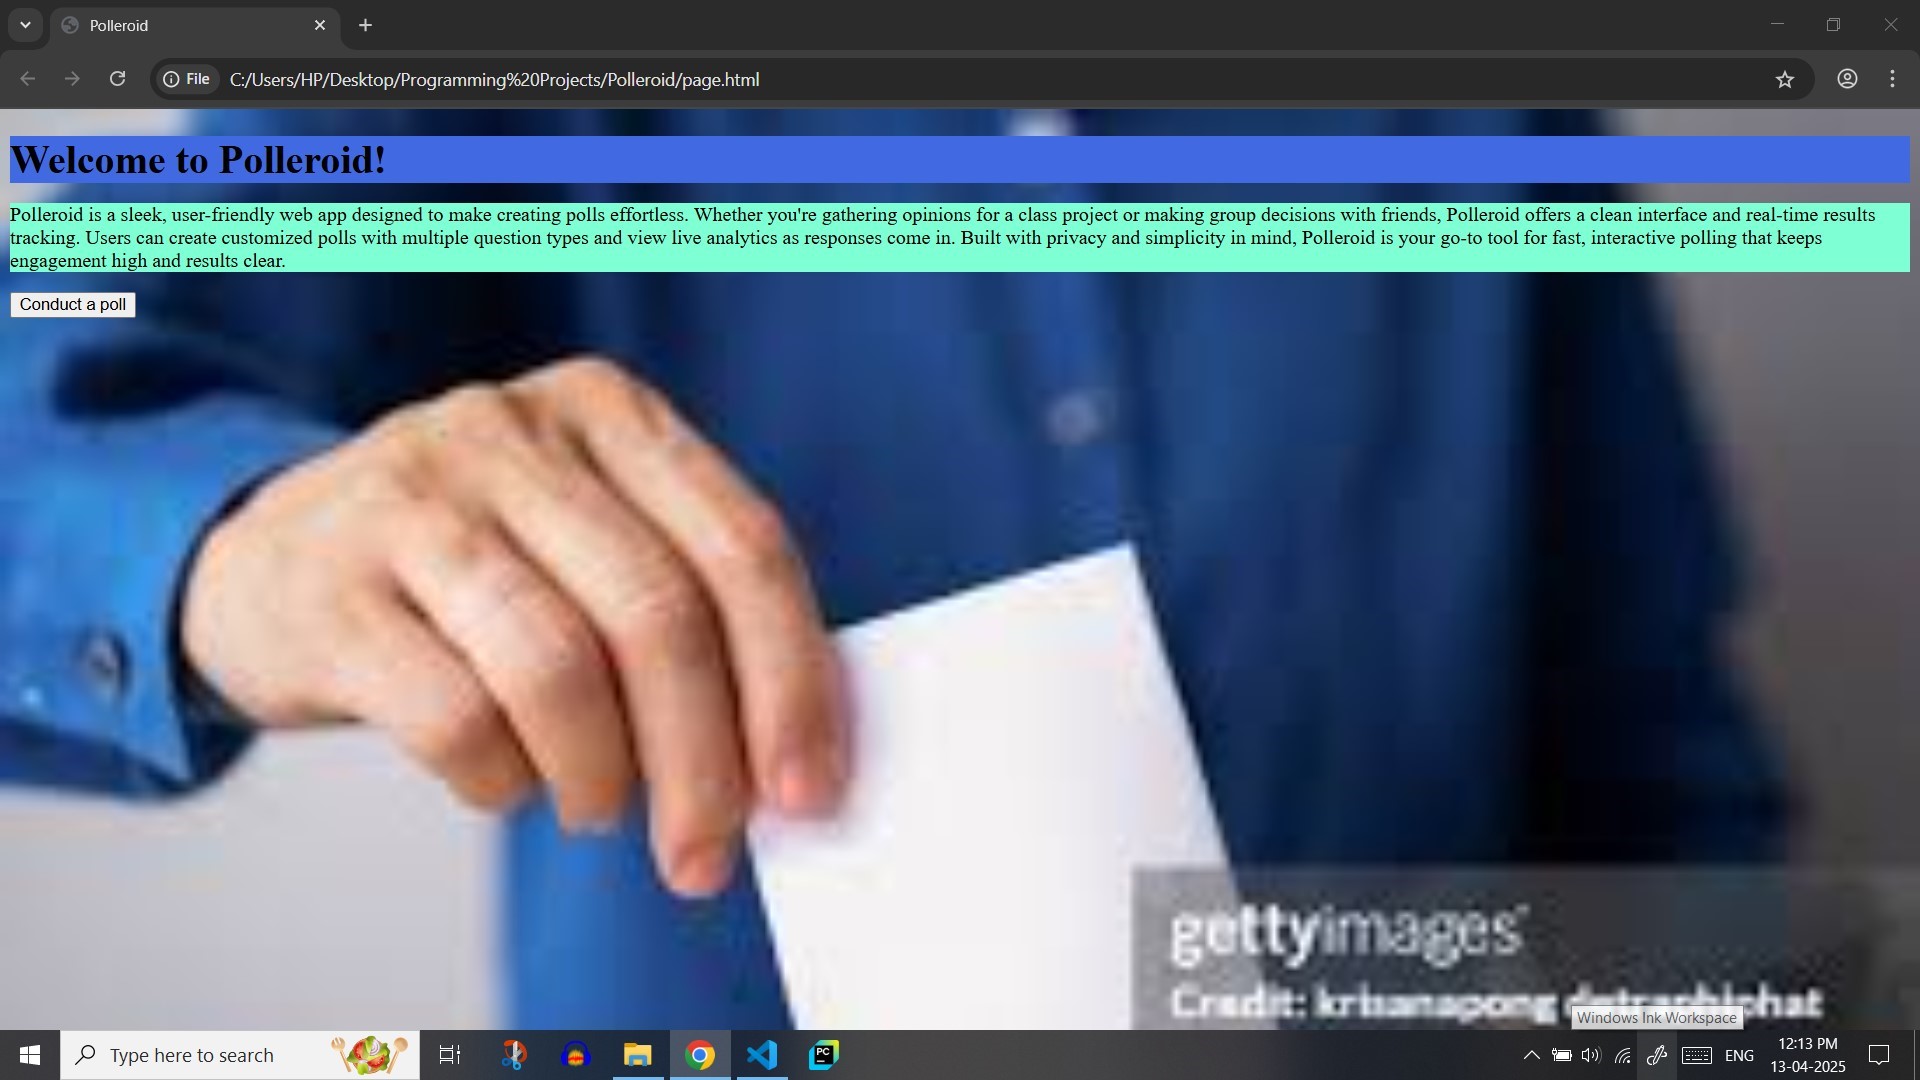 Polleroid
File
C:/Users/HP/Desktop/Programming%20Projects/Polleroid/page.html
Welcome to Polleroid!
Polleroid is a sleek, user-friendly web app designed to make creating polls effortless. Whether you're gathering opinions for a class project or making group decisions with friends, Polleroid offers a clean interface and real-time results
tracking. Users can create customized polls with multiple question types and view live analytics as responses come in. Built with privacy and simplicity in mind, Polleroid is your go-to tool for fast, interactive polling that keeps
engagement high and results clear.
Conduct a poll
gettyimages
Credit: krisanapong
Windows Ink Workspace
Type here to search
PC
ENG
12:13 PM
13-04-2025